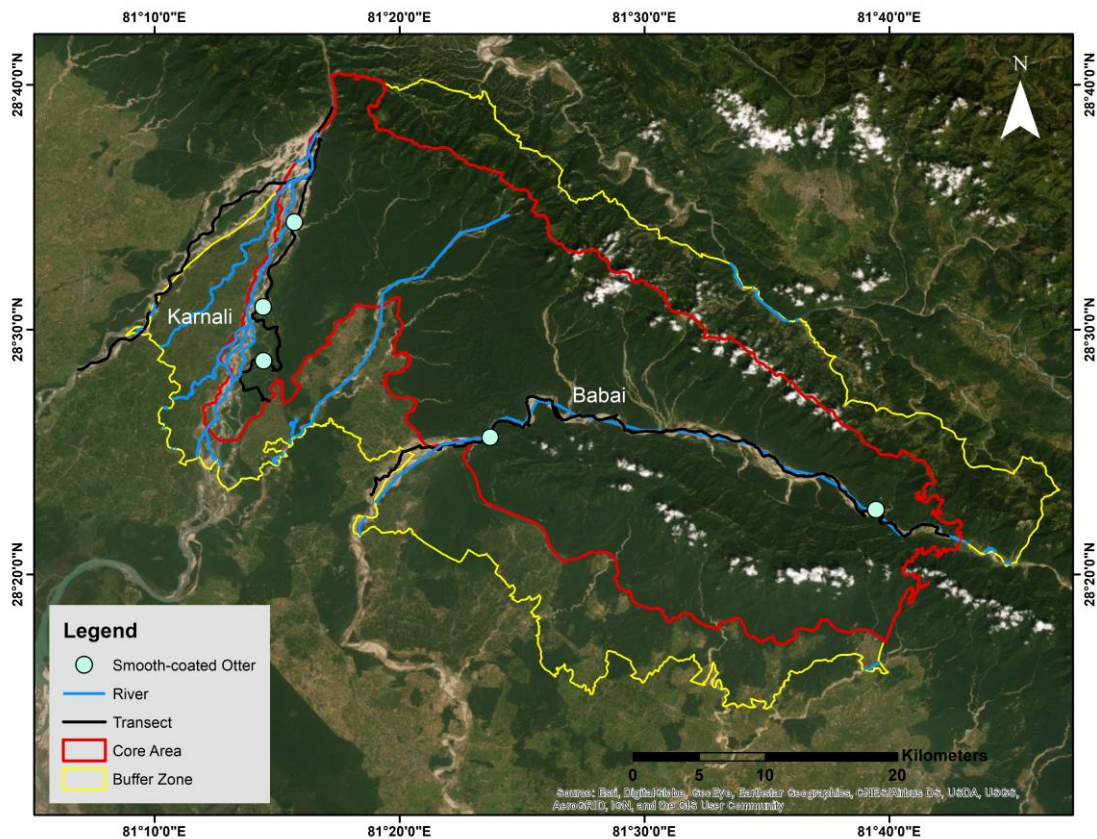 81°10'0"E 81°20'0"E 81°30'0"E 81°40'0"E
28°40'0"N 28°40'0"N
N
Karnali
28°30'0"N 28°30'0"N
Babai
28°20'0"N 28°20'0"N
Legend
Smooth-coated Otter
River
Transect
Core Area
Buffer Zone
Kilometers
0 5 10 20
Source: Esri, DigitalGlobe, GeoEye, Earthstar Geographics, CNES/Airbus DS, USDA, USGS,
AeroGRID, IGN, and the GIS User Community
81°10'0"E 81°20'0"E 81°30'0"E 81°40'0"E